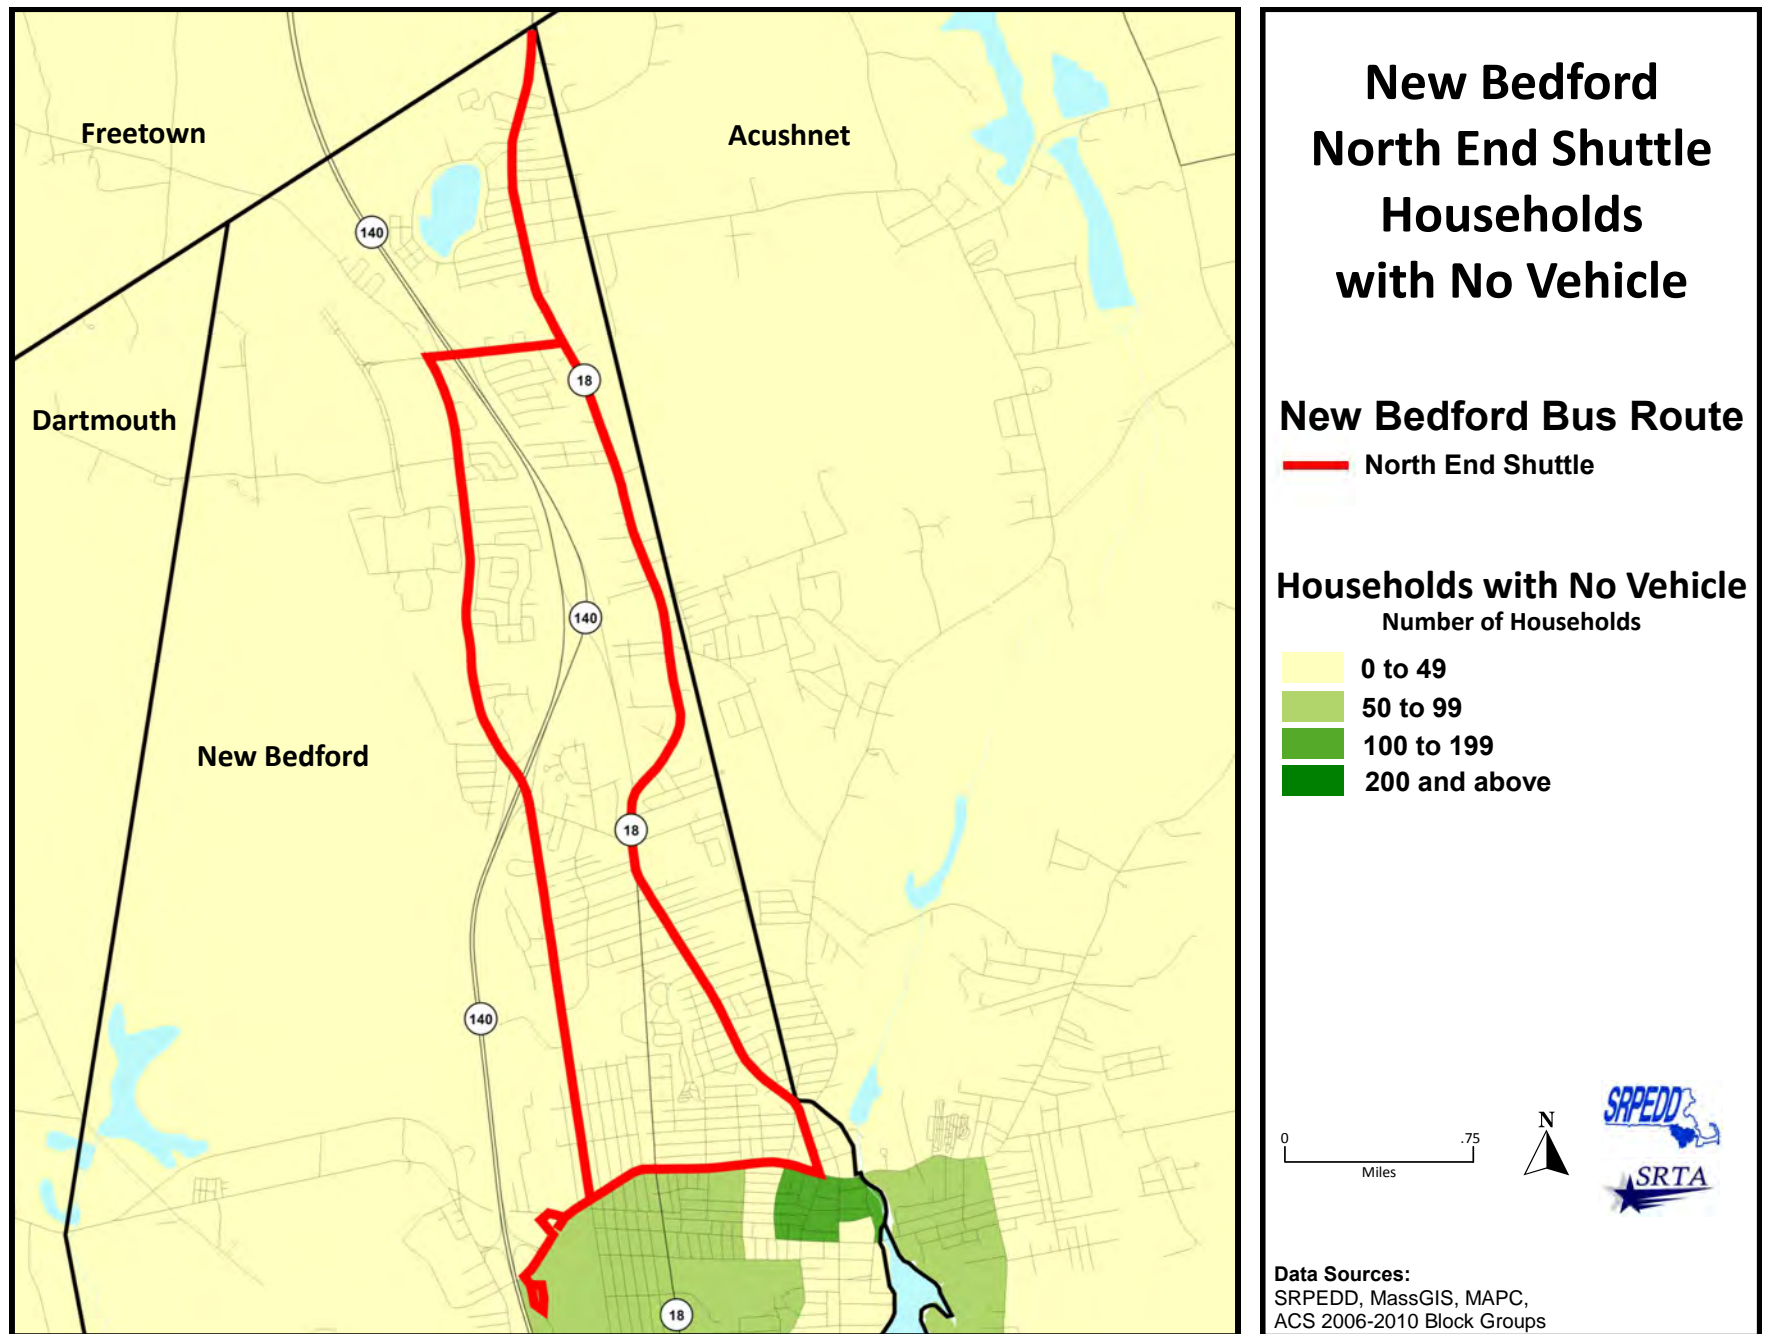 Freetown
Acushnet
140
Dartmouth
18
140
New Bedford
18
140
18
New Bedford
North End Shuttle
Households
with No Vehicle
New Bedford Bus Route
North End Shuttle
Households with No Vehicle
Number of Households
0 to 49
50 to 99
100 to 199
200 and above
0 .75
Miles
N
SRPEDD
SRTA
Data Sources:
SRPEDD, MassGIS, MAPC,
ACS 2006-2010 Block Groups